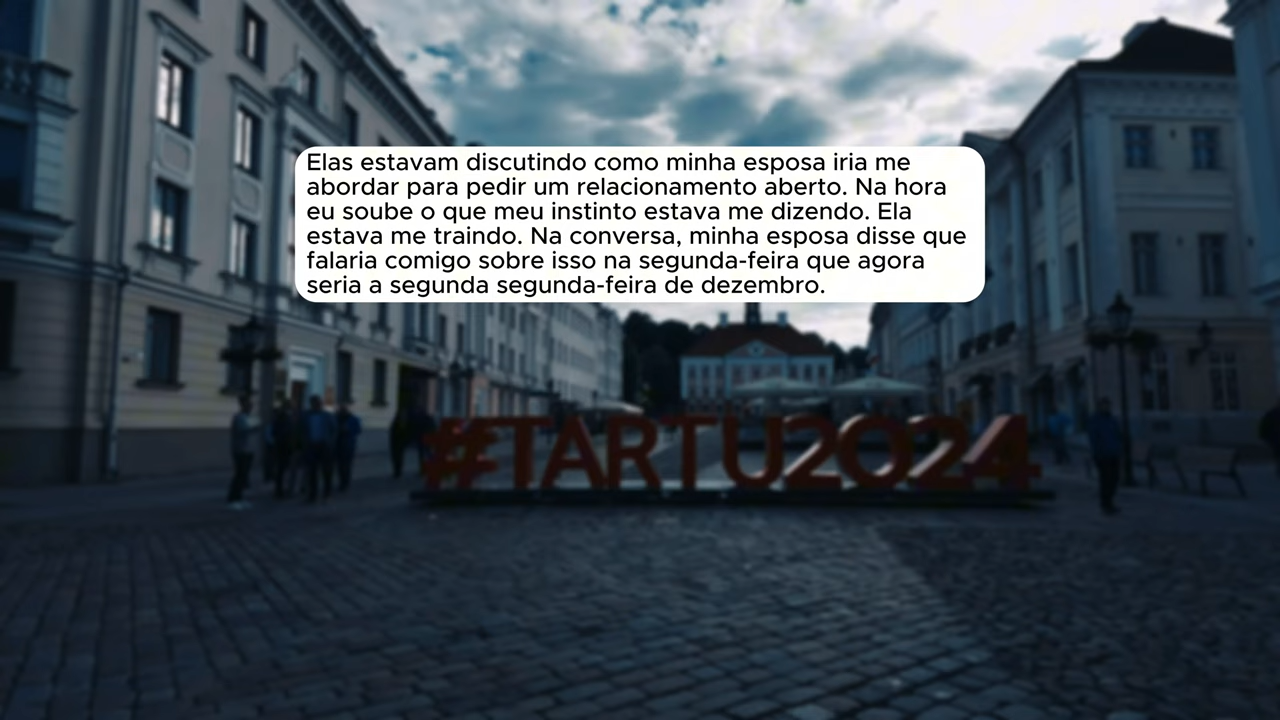 Elas estavam discutindo como minha esposa iria me
abordar para pedir um relacionamento aberto. Na hora
eu soube o que meu instinto estava me dizendo. Ela
estava me traindo. Na conversa, minha esposa disse que
falaria comigo sobre isso na segunda-feira que agora
seria a segunda segunda-feira de dezembro.
#TARTU2024